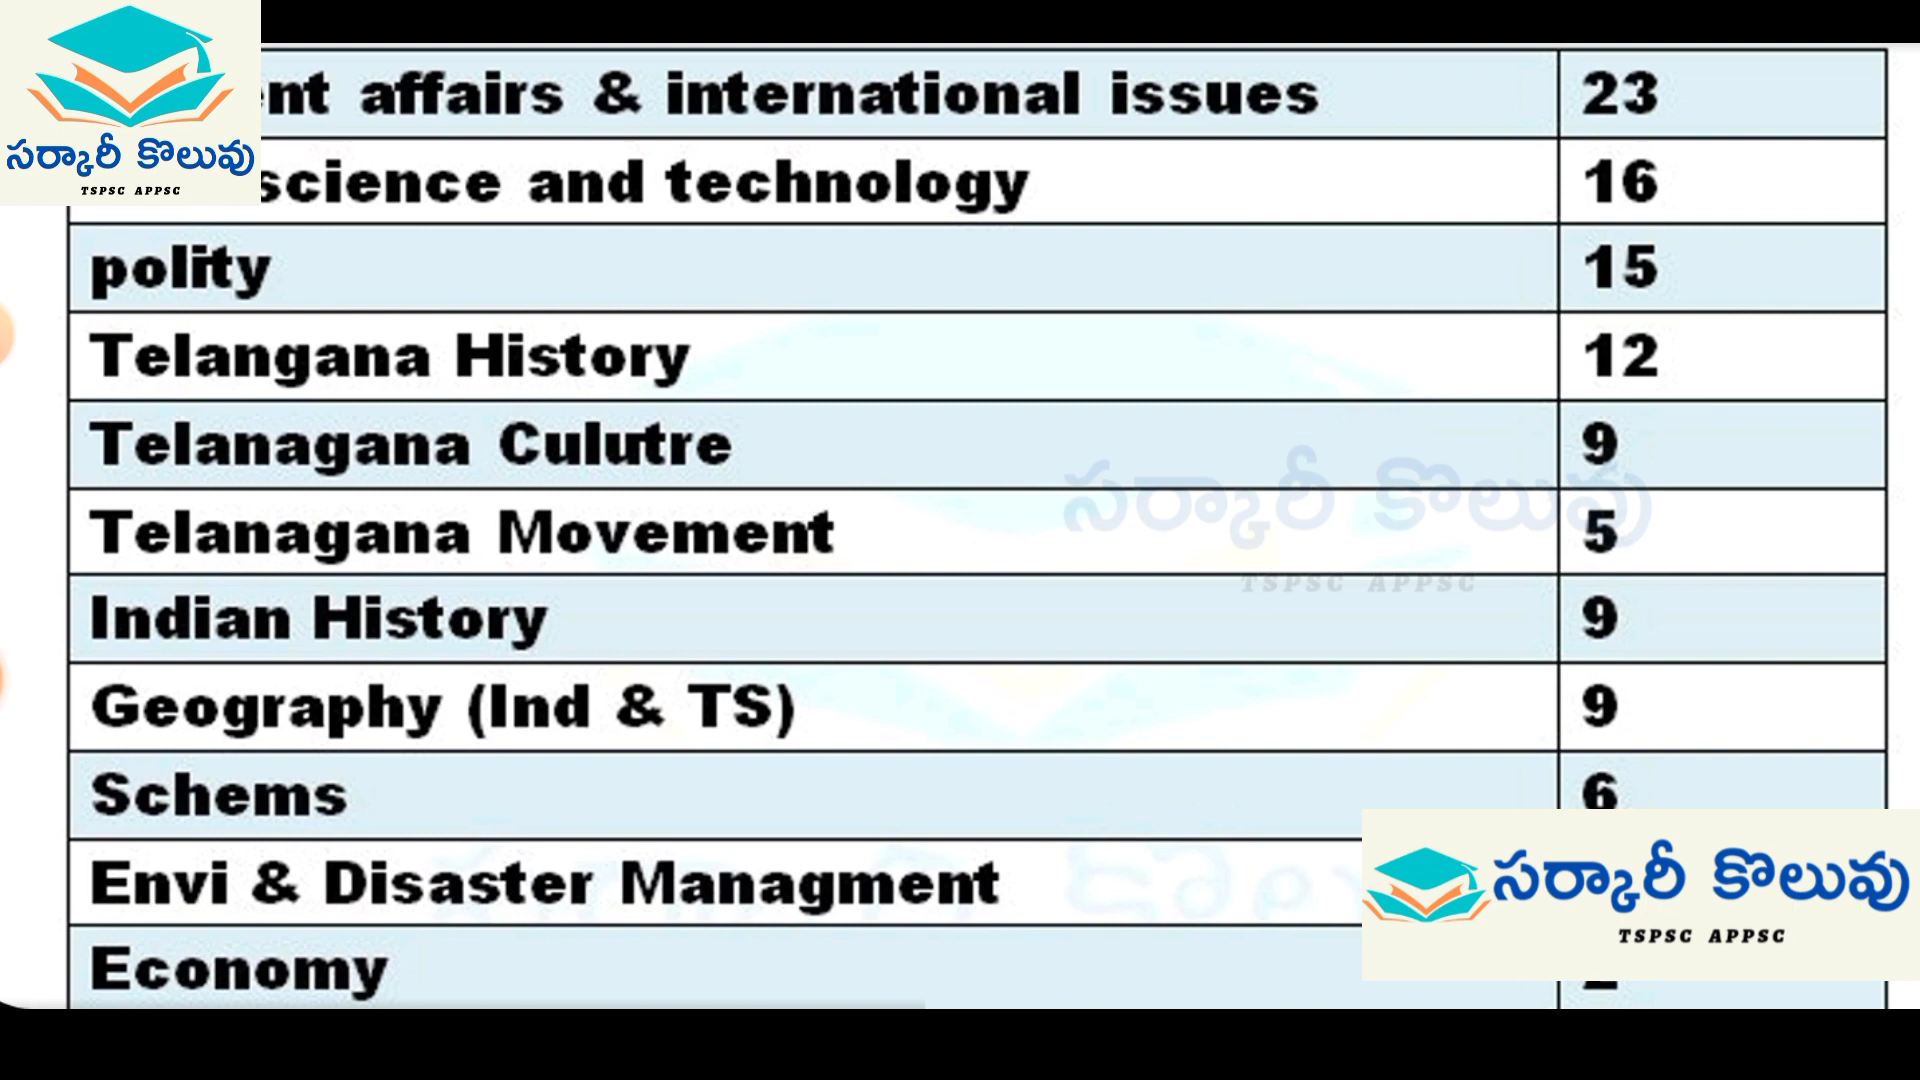 సర్కారీ కొలువు
TSPSC APPSC
affairs & international issues 23
science and technology 16
polity 15
Telangana History 12
Telanagana Culutre 9
Telanagana Movement 5
సర్కారీ కొలువు
TSPSC APPSC
Indian History 9
Geography (Ind & TS) 9
Schems 6
Envi & Disaster Managment
సర్కారీ కొలువు
TSPSC APPSC
Economy